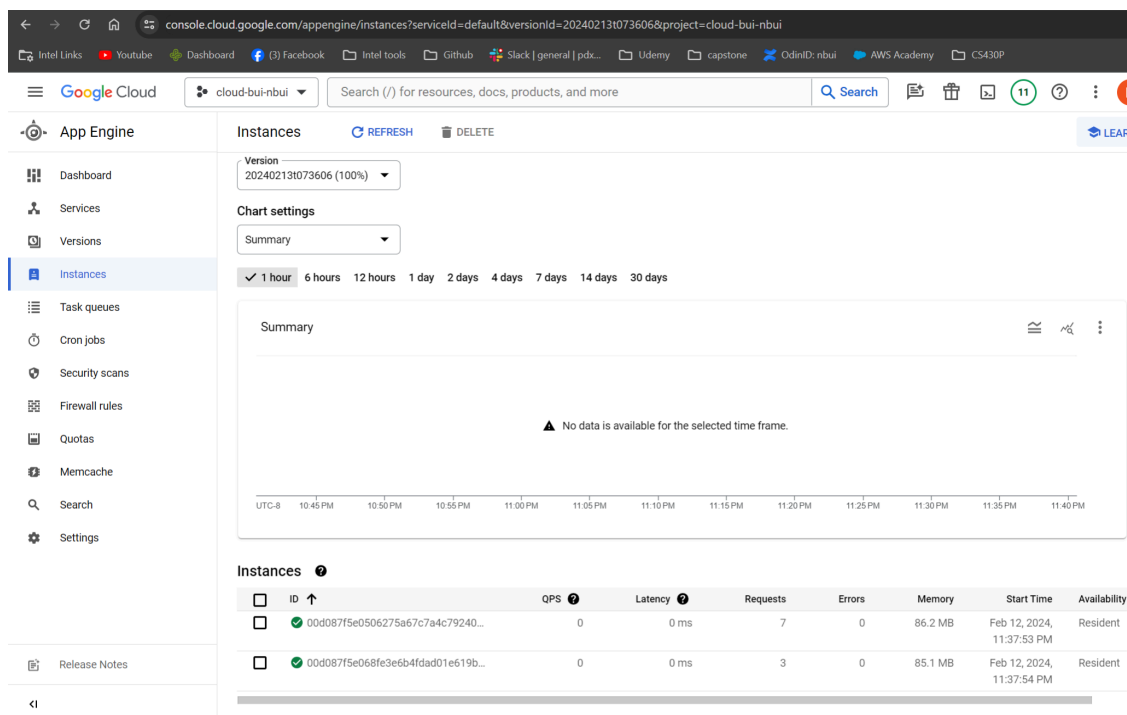 console.cloud.google.com/appengine/instances?serviceId=default&versionId=20240213t073606&project=cloud-bui-nbui
Intel Links Youtube Dashboard (3) Facebook Intel tools Github Slack | general | pdx... Udemy capstone OdinID: nbui AWS Academy CS430P
Google Cloud cloud-bui-nbui Search (/) for resources, docs, products, and more Search 11
App Engine Instances REFRESH DELETE LEAR
Dashboard
Services
Versions
Instances
Task queues
Cron jobs
Security scans
Firewall rules
Quotas
Memcache
Search
Settings
Release Notes
Version
20240213t073606 (100%)
Chart settings
Summary
1 hour 6 hours 12 hours 1 day 2 days 4 days 7 days 14 days 30 days
Summary
No data is available for the selected time frame.
UTC-8 10:45 PM 10:50 PM 10:55 PM 11:00 PM 11:05 PM 11:10 PM 11:15 PM 11:20 PM 11:25 PM 11:30 PM 11:35 PM 11:40 PM
Instances
ID QPS Latency Requests Errors Memory Start Time Availability
00d087f5e0506275a67c7a4c79240... 0 0 ms 7 0 86.2 MB Feb 12, 2024, Resident
11:37:53 PM
00d087f5e068fe3e6b4fdad01e619b... 0 0 ms 3 0 85.1 MB Feb 12, 2024, Resident
11:37:54 PM